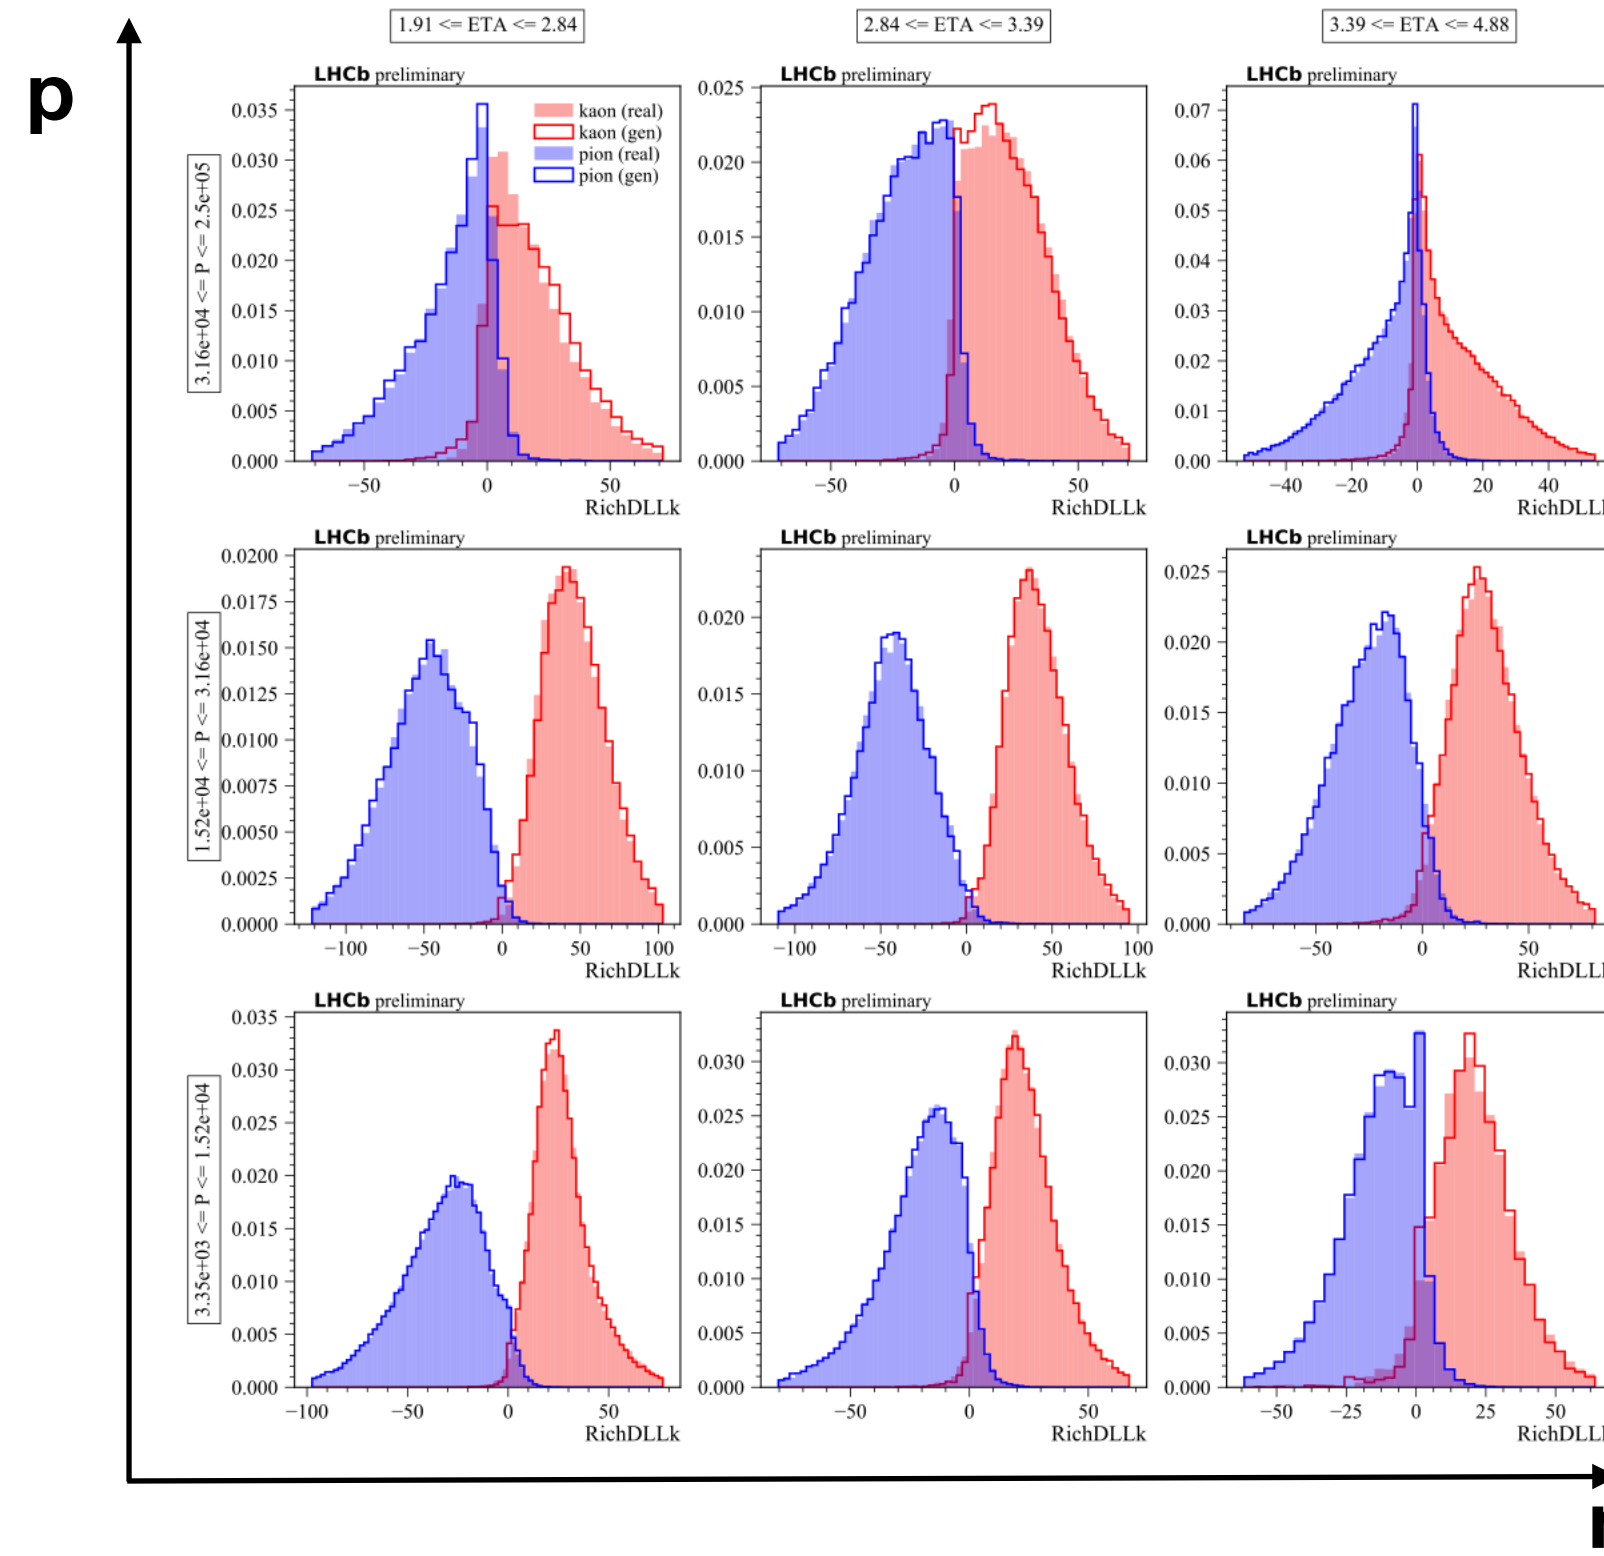 1.91 <= ETA <= 2.84
2.84 <= ETA <= 3.39
3.39 <= ETA <= 4.88
p
3.16e+04 <= P <= 2.5e+05
LHCb preliminary
kaon (real)
kaon (gen)
pion (real)
pion (gen)
0.035
0.030
0.025
0.020
0.015
0.010
0.005
0.000
−50 0 50
RichDLLk
LHCb preliminary
0.025
0.020
0.015
0.010
0.005
0.000
−50 0 50
RichDLLk
LHCb preliminary
0.07
0.06
0.05
0.04
0.03
0.02
0.01
0.00
−40 −20 0 20 40
1.52e+04 <= P <= 3.16e+04
LHCb preliminary
0.0200
0.0175
0.0150
0.0125
0.0100
0.0075
0.0050
0.0025
0.0000
−100 −50 0 50 100
RichDLLk
LHCb preliminary
0.020
0.015
0.010
0.005
0.000
−100 −50 0 50 100
RichDLLk
LHCb preliminary
0.025
0.020
0.015
0.010
0.005
0.000
−50 0 50
3.35e+03 <= P <= 1.52e+04
LHCb preliminary
0.035
0.030
0.025
0.020
0.015
0.010
0.005
0.000
−100 −50 0 50
RichDLLk
LHCb preliminary
0.030
0.025
0.020
0.015
0.010
0.005
0.000
−50 0 50
RichDLLk
LHCb preliminary
0.030
0.025
0.020
0.015
0.010
0.005
0.000
−50 −25 0 25 50